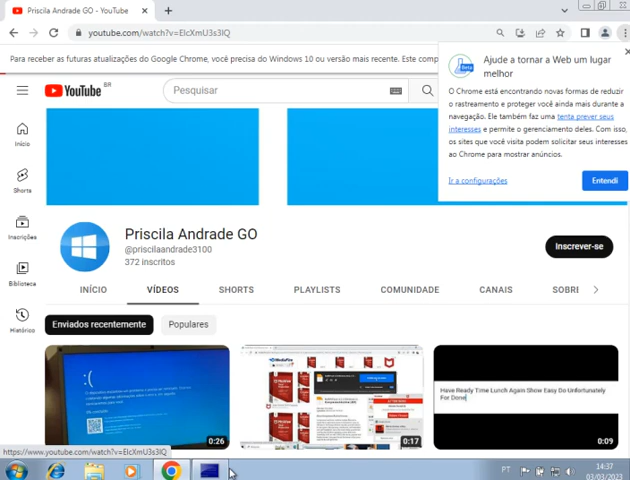 Priscila Andrade GO - YouTube
youtube.com/watch?v=ElcXmU3s3lQ
Para receber as futuras atualizações do Google Chrome, você precisa do Windows 10 ou versão mais recente. Este comp
Ajude a tornar a Web um lugar
melhor
Beta
O Chrome está encontrando novas formas de reduzir
o rastreamento e proteger você ainda mais durante a
navegação. Ele também faz uma tenta prever seus
interesses e permite o gerenciamento deles. Com isso,
os sites que você visita podem solicitar seus interesses
ao Chrome para mostrar anúncios.
Ir a configurações
Entendi
YouTube BR
Pesquisar
Início
Shorts
Inscrições
Biblioteca
Histórico
Priscila Andrade GO
@priscilaandrade3100
372 inscritos
Inscrever-se
INÍCIO VÍDEOS SHORTS PLAYLISTS COMUNIDADE CANAIS SOBRI
Enviados recentemente Populares
:(
0:26
0:17
Have Ready Time Lunch Again Show Easy Do Unfortunately
For Done
0:09
https://www.youtube.com/watch?v=ElcXmU3s3lQ
PT
14:37
03/03/2023